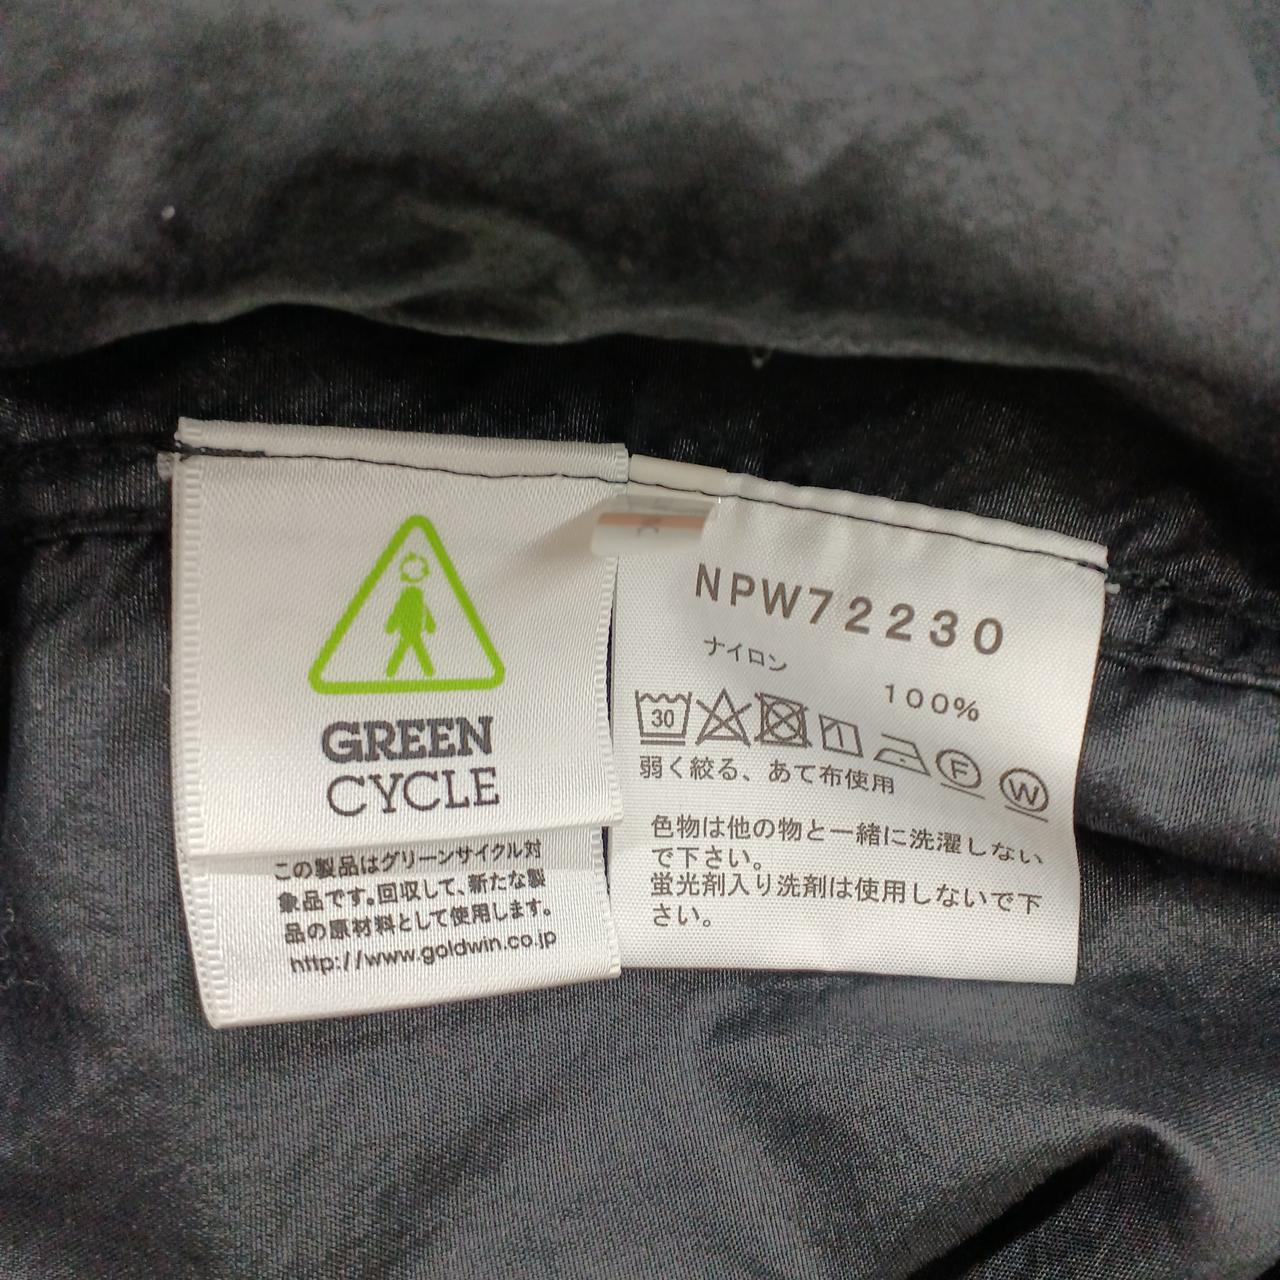 GREEN
CYCLE
この製品はグリーンサイクル対
象品です。回収して、新たな製
品の原材料として使用します。
http://www.goldwin.co.jp
NPW72230
ナイロン
100%
30
F
W
弱く絞る、あて布使用
色物は他の物と一緒に洗濯しない
で下さい。
蛍光剤入り洗剤は使用しないで下
さい。